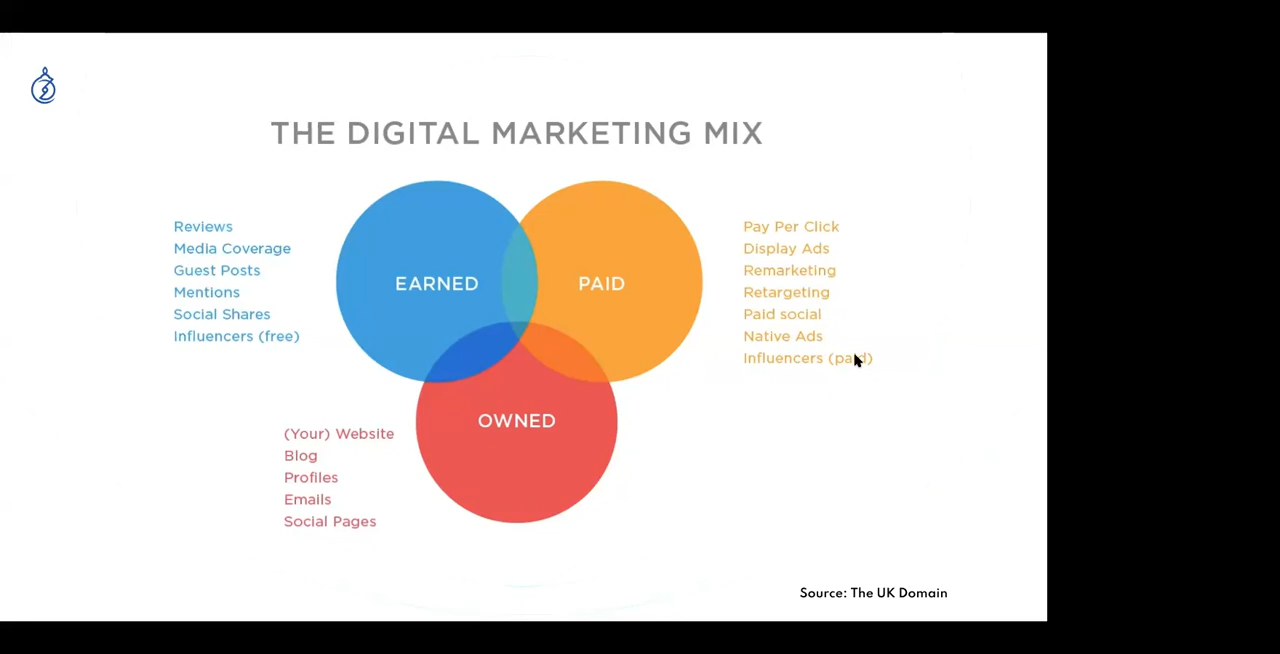 THE DIGITAL MARKETING MIX
Reviews
Media Coverage
Guest Posts
Mentions
Social Shares
Influencers (free)
EARNED
PAID
Pay Per Click
Display Ads
Remarketing
Retargeting
Paid social
Native Ads
Influencers (paid)
OWNED
(Your) Website
Blog
Profiles
Emails
Social Pages
Source: The UK Domain